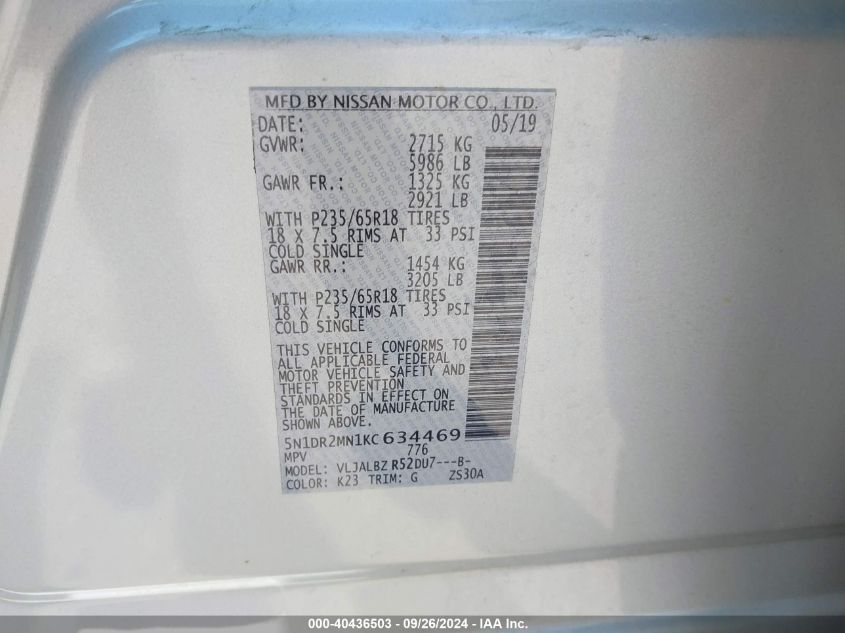 MFD BY NISSAN MOTOR CO., LTD.
DATE: 05/19
GVWR: 2715 KG
5986 LB
GAWR FR.: 1325 KG
2921 LB
WITH P235/65R18 TIRES
18 X 7.5 RIMS AT 33 PSI
COLD SINGLE
GAWR RR.: 1454 KG
3205 LB
WITH P235/65R18 TIRES
18 X 7.5 RIMS AT 33 PSI
COLD SINGLE
THIS VEHICLE CONFORMS TO
ALL APPLICABLE FEDERAL
MOTOR VEHICLE SAFETY AND
THEFT PREVENTION
STANDARDS IN EFFECT ON
THE DATE OF MANUFACTURE
SHOWN ABOVE.
5N1DR2MN1KC634469
MPV 776
MODEL: VLJALBZ R52DU7---B-
COLOR: K23 TRIM: G ZS30A
000-40436503 - 09/26/2024 - IAA Inc.